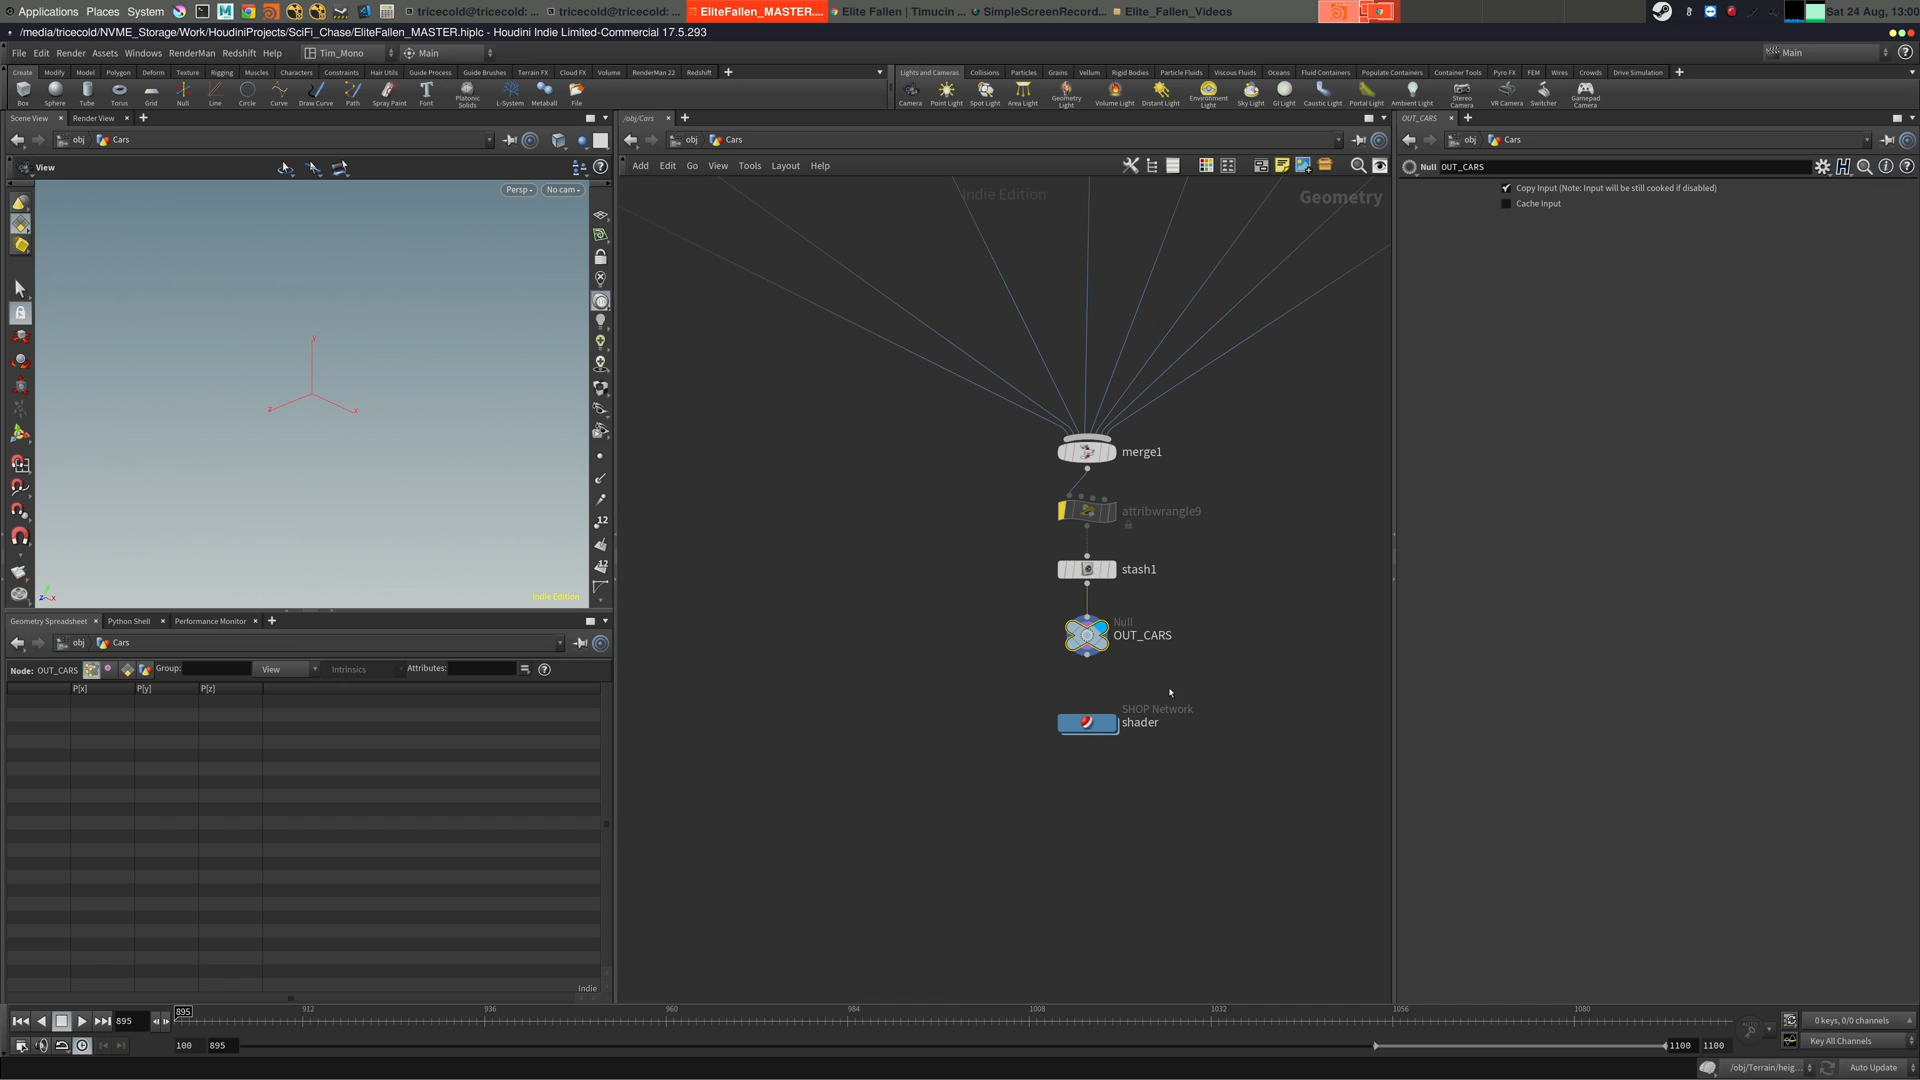 Applications Places System
tricecold@tricecold: ...
tricecold@tricecold: ...
EliteFallen_MASTER....
Elite Fallen | Timucin ...
SimpleScreenRecord...
Elite_Fallen_Videos
Sat 24 Aug, 13:00
/media/tricecold/NVME_Storage/Work/HoudiniProjects/SciFi_Chase/EliteFallen_MASTER.hiplc - Houdini Indie Limited-Commercial 17.5.293
File Edit Render Assets Windows RenderMan Redshift Help Tim_Mono Main Main
Create Modify Model Polygon Deform Texture Rigging Muscles Characters Constraints Hair Utils Guide Process Guide Brushes Terrain FX Cloud FX Volume RenderMan 22 Redshift
Lights and Cameras Collisions Particles Grains Vellum Rigid Bodies Particle Fluids Viscous Fluids Oceans Fluid Containers Populate Containers Container Tools Pyro FX FEM Wires Crowds Drive Simulation
Box Sphere Tube Torus Grid Null Line Circle Curve Draw Curve Path Spray Paint Font Platonic Solids L-System Metaball File
Camera Point Light Spot Light Area Light Geometry Light Volume Light Distant Light Environment Light Sky Light GI Light Caustic Light Portal Light Ambient Light Stereo Camera VR Camera Switcher Gamepad Camera
Scene View Render View
/obj/Cars
OUT_CARS
obj Cars
obj Cars
obj Cars
View
Add Edit Go View Tools Layout Help
Null OUT_CARS
Persp No cam
Indie Edition
Geometry
Copy Input (Note: Input will be still cooked if disabled)
Cache Input
y
z
x
12
12
z x
Indie Edition
merge1
attribwrangle9
stash1
Null
OUT_CARS
SHOP Network
shader
Geometry Spreadsheet Python Shell Performance Monitor
obj Cars
Node: OUT_CARS Group: View Intrinsics Attributes:
P[x] P[y] P[z]
Indie
895
895 912 936 960 984 1008 1032 1056 1080
0 keys, 0/0 channels
100 895 1100 1100
Key All Channels
/obj/Terrain/heig...
Auto Update